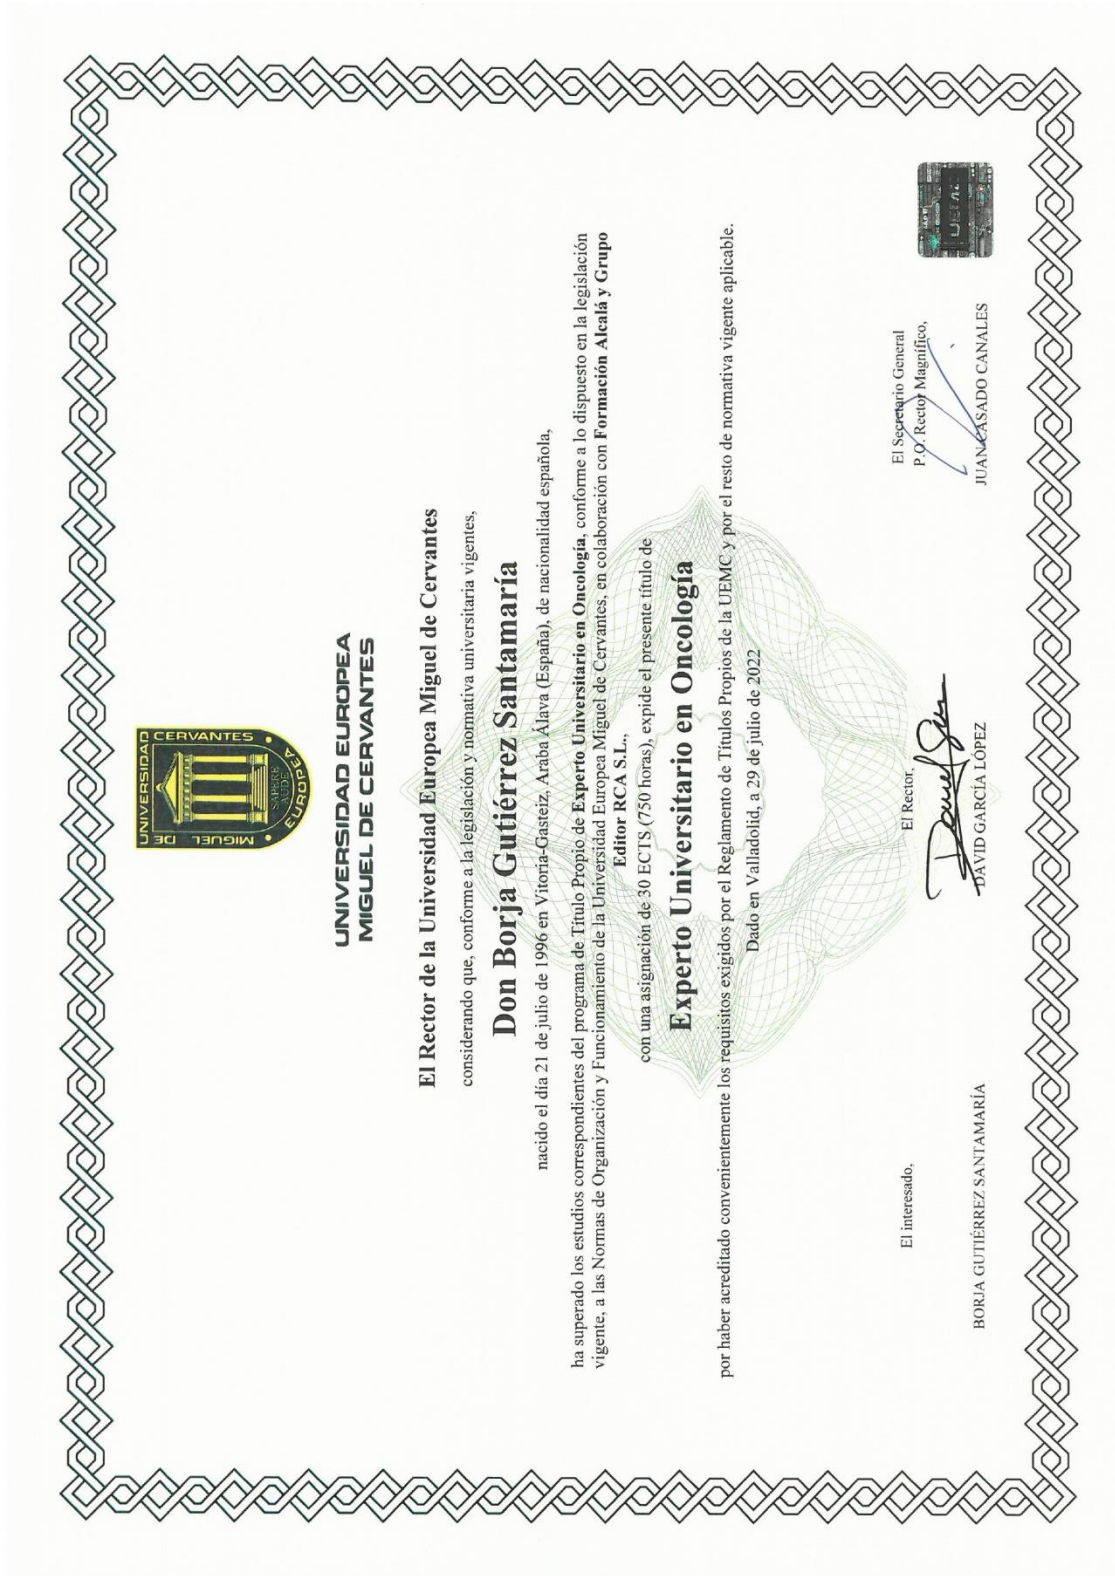 UNIVERSIDAD CERVANTES
DE MIGUEL
EUROPEA
SAPERE
AUDE
UNIVERSIDAD EUROPEA
MIGUEL DE CERVANTES
El Rector de la Universidad Europea Miguel de Cervantes
considerando que, conforme a la legislación y normativa universitaria vigentes,
Don Borja Gutiérrez Santamaría
nacido el día 21 de julio de 1996 en Vitoria-Gasteiz, Araba Álava (España), de nacionalidad española,
ha superado los estudios correspondientes del programa de Título Propio de Experto Universitario en Oncología, conforme a lo dispuesto en la legislación
vigente, a las Normas de Organización y Funcionamiento de la Universidad Europea Miguel de Cervantes, en colaboración con Formación Alcalá y Grupo
Editor RCA S.L.,
con una asignación de 30 ECTS (750 horas), expide el presente título de
Experto Universitario en Oncología
por haber acreditado convenientemente los requisitos exigidos por el Reglamento de Títulos Propios de la UEMC y por el resto de normativa vigente aplicable.
Dado en Valladolid, a 29 de julio de 2022
El interesado,
BORJA GUTIÉRREZ SANTAMARÍA
El Rector,
DAVID GARCÍA LÓPEZ
El Secretario General
P.O. Rector Magnífico,
JUAN CASADO CANALES
UEMC